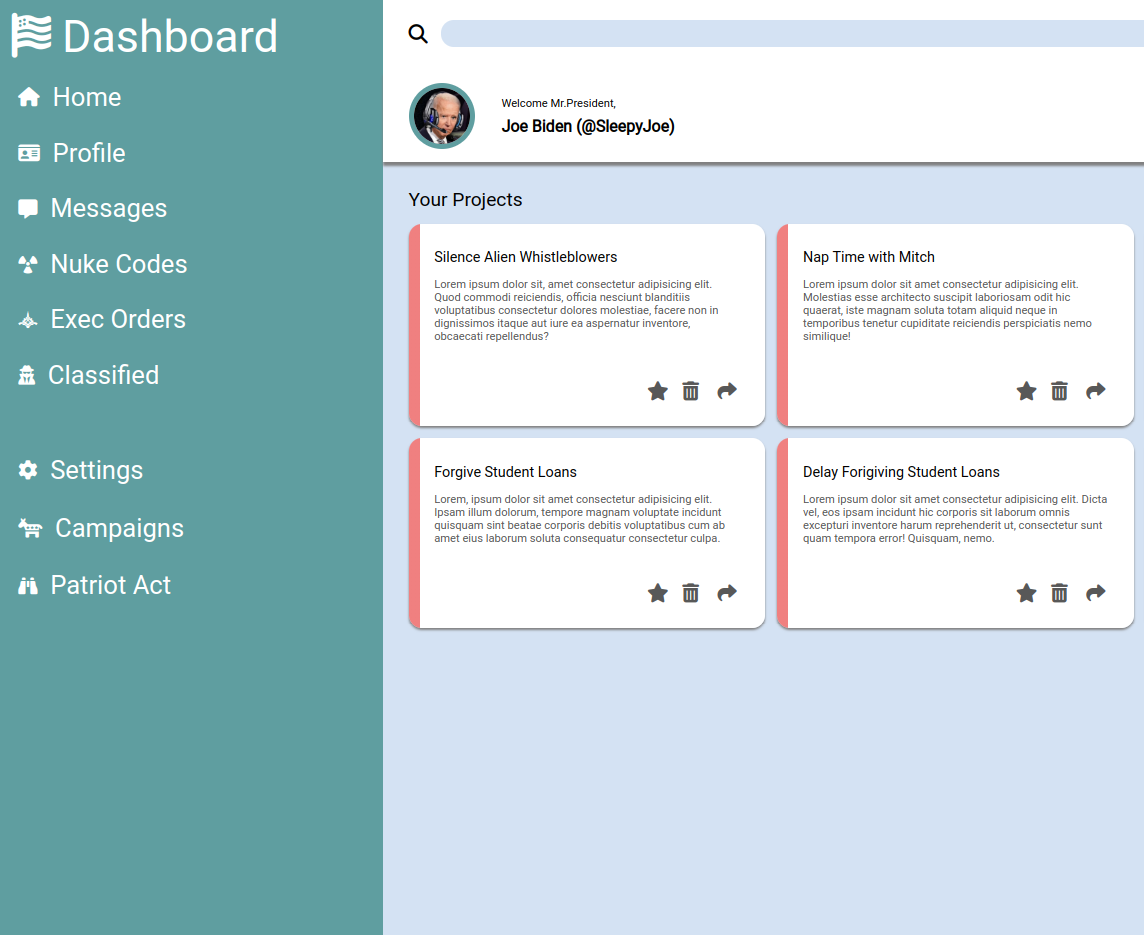 Dashboard
Home
Profile
Messages
Nuke Codes
Exec Orders
Classified
Settings
Campaigns
Patriot Act
Welcome Mr.President,
Joe Biden (@SleepyJoe)
Your Projects
Silence Alien Whistleblowers
Lorem ipsum dolor sit, amet consectetur adipisicing elit.
Quod commodi reiciendis, officia nesciunt blanditiis
voluptatibus consectetur dolores molestiae, facere non in
dignissimos itaque aut iure ea aspernatur inventore,
obcaecati repellendus?
Nap Time with Mitch
Lorem ipsum dolor sit amet consectetur adipisicing elit.
Molestias esse architecto suscipit laboriosam odit hic
quaerat, iste magnam soluta totam aliquid neque in
temporibus tenetur cupiditate reiciendis perspiciatis nemo
similique!
Forgive Student Loans
Lorem, ipsum dolor sit amet consectetur adipisicing elit.
Ipsam illum dolorum, tempore magnam voluptate incidunt
quisquam sint beatae corporis debitis voluptatibus cum ab
amet eius laborum soluta consequatur consectetur culpa.
Delay Forigiving Student Loans
Lorem ipsum dolor sit amet consectetur adipisicing elit. Dicta
vel, eos ipsam incidunt hic corporis sit laborum omnis
excepturi inventore harum reprehenderit ut, consectetur sunt
quam tempora error! Quisquam, nemo.